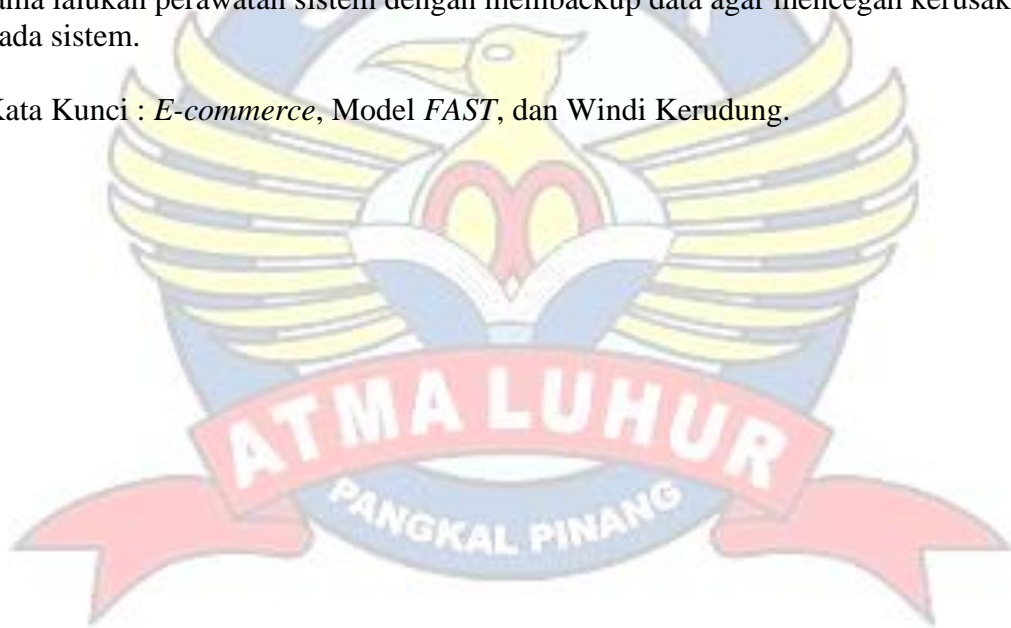 ama lalukan perawatan sistem dengan membackup data agar mencegah kerusak
ada sistem.
Kata Kunci : E-commerce, Model FAST, dan Windi Kerudung.
ATMA LUHUR
PANGKAL PINANG